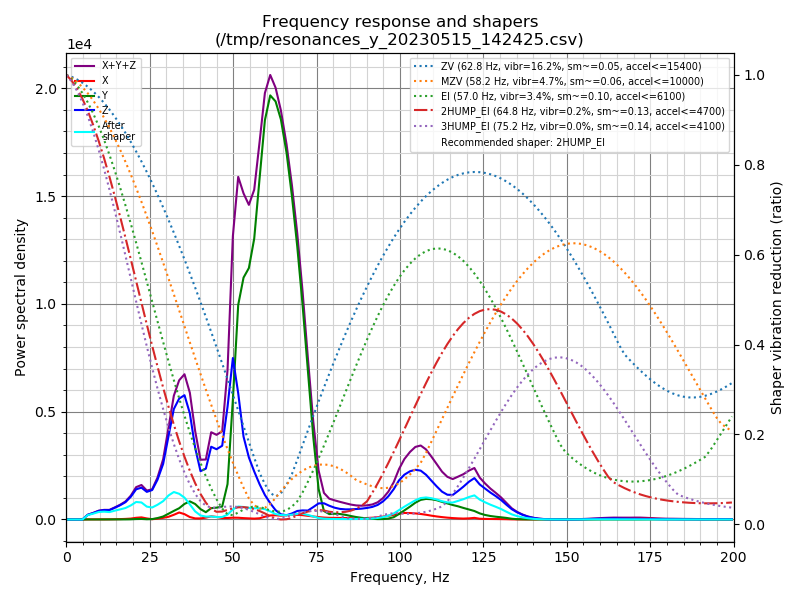 Frequency response and shapers
(/tmp/resonances_y_20230515_142425.csv)
1e4
X+Y+Z
X
Y
Z
After
shaper
ZV (62.8 Hz, vibr=16.2%, sm~=0.05, accel<=15400)
MZV (58.2 Hz, vibr=4.7%, sm~=0.06, accel<=10000)
EI (57.0 Hz, vibr=3.4%, sm~=0.10, accel<=6100)
2HUMP_EI (64.8 Hz, vibr=0.2%, sm~=0.13, accel<=4700)
3HUMP_EI (75.2 Hz, vibr=0.0%, sm~=0.14, accel<=4100)
Recommended shaper: 2HUMP_EI
Power spectral density
2.0
1.5
1.0
0.5
0.0
1.0
0.8
0.6
0.4
0.2
0.0
Shaper vibration reduction (ratio)
0 25 50 75 100 125 150 175 200
Frequency, Hz